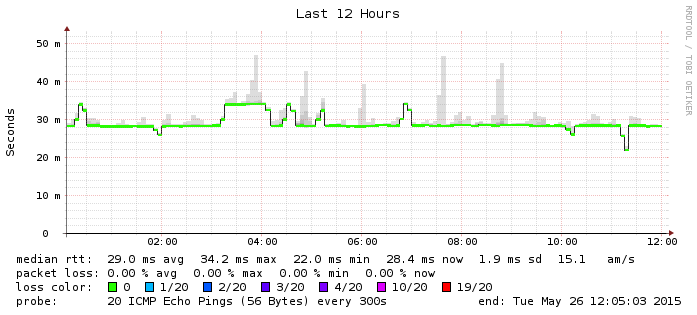 Last 12 Hours
RRDTOOL / TOBI OETIKER
Seconds
50 m
40 m
30 m
20 m
10 m
0
02:00 04:00 06:00 08:00 10:00 12:00
median rtt: 29.0 ms avg 34.2 ms max 22.0 ms min 28.4 ms now 1.9 ms sd 15.1 am/s
packet loss: 0.00 % avg 0.00 % max 0.00 % min 0.00 % now
loss color: 0 1/20 2/20 3/20 4/20 10/20 19/20
probe: 20 ICMP Echo Pings (56 Bytes) every 300s end: Tue May 26 12:05:03 2015